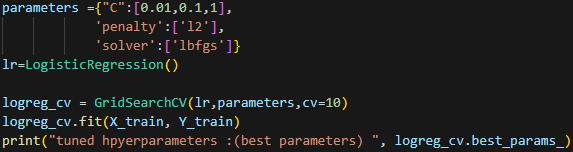 parameters ={"C":[0.01,0.1,1],
'penalty':['l2'],
'solver':['lbfgs']}
lr=LogisticRegression()
logreg_cv = GridSearchCV(lr,parameters,cv=10)
logreg_cv.fit(X_train, Y_train)
print("tuned hpyerparameters :(best parameters) ", logreg_cv.best_params_)